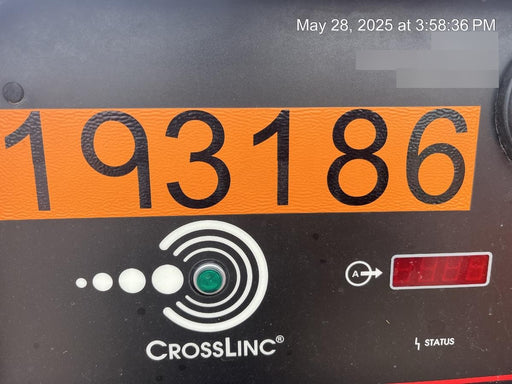 May 28, 2025 at 3:58:36 PM
193186
A
CROSSLINC®
STATUS